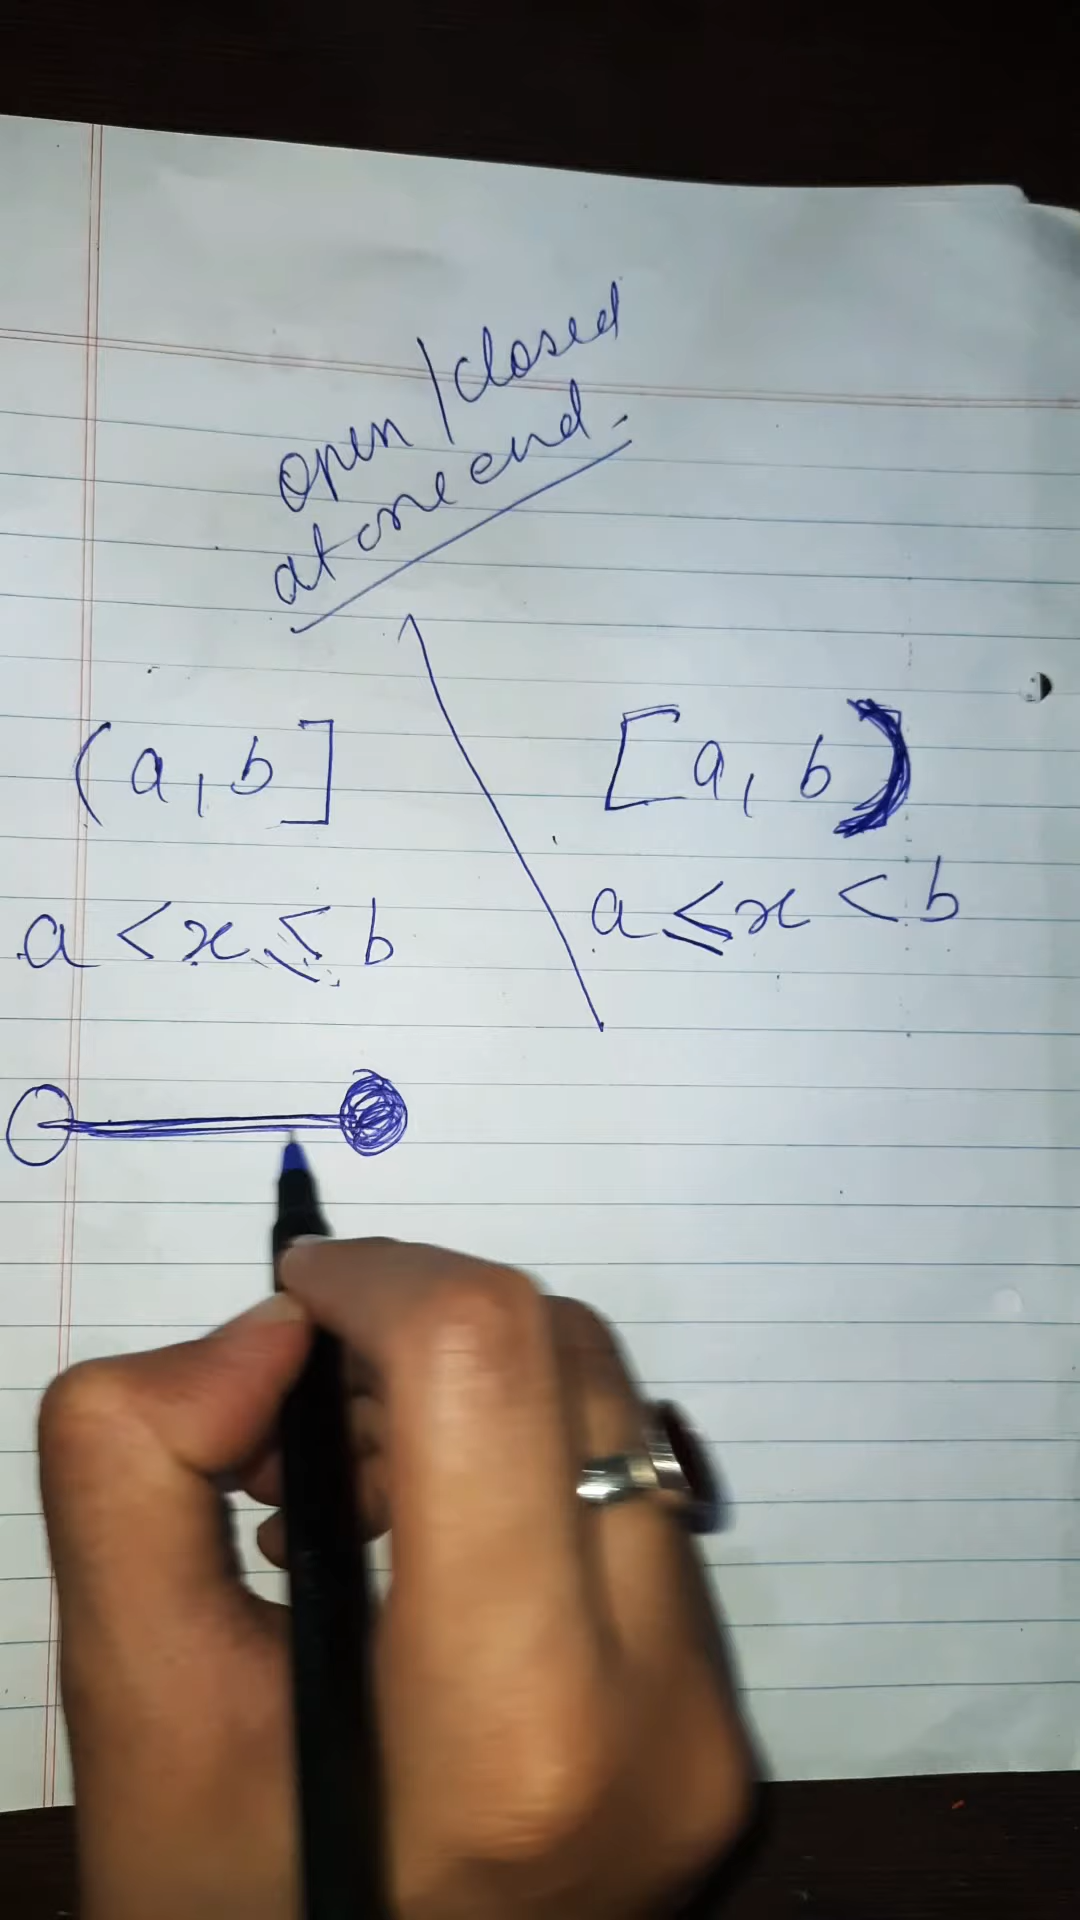 open/closed
at one end.
(a, b]
[a, b)
a < x ≤ b
a ≤ x < b